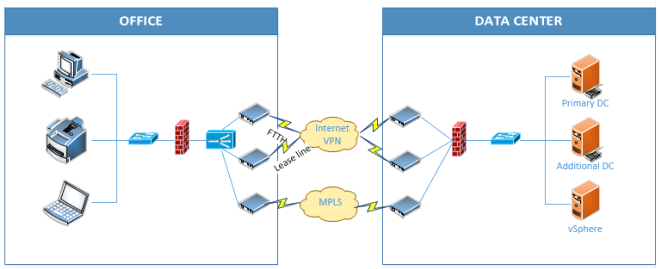 OFFICE
DATA CENTER
Primary DC
FTTH
Internet
VPN
Lease line
Additional DC
MPLS
vSphere